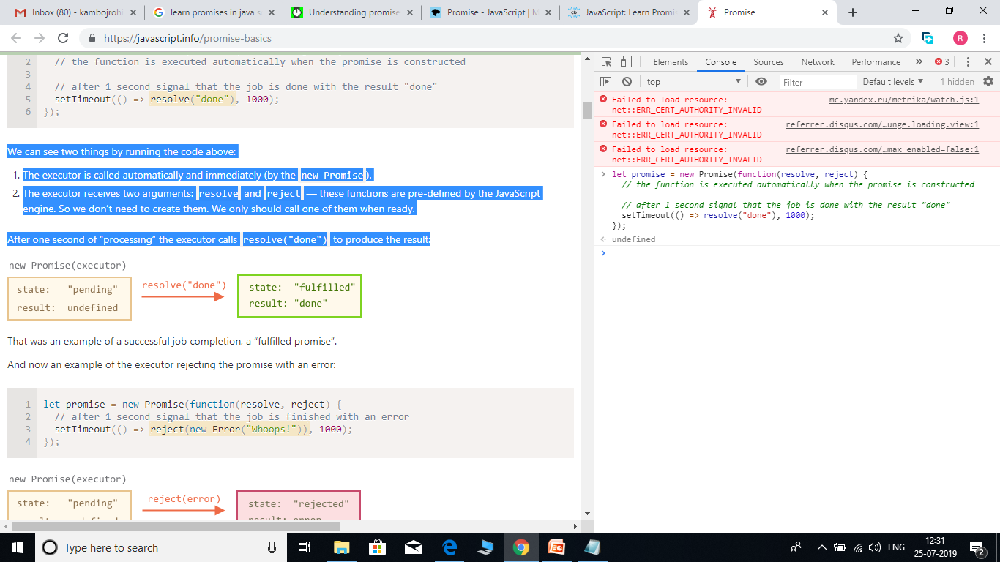 Inbox (80) - kambojrohi
learn promises in java s
Understanding promise
Promise - JavaScript | M
JavaScript: Learn Promi
Promise
https://javascript.info/promise-basics
R
2 // the function is executed automatically when the promise is constructed
3
4 // after 1 second signal that the job is done with the result "done"
5 setTimeout(() => resolve("done"), 1000);
6 });
We can see two things by running the code above:
1. The executor is called automatically and immediately (by the new Promise).
2. The executor receives two arguments: resolve and reject — these functions are pre-defined by the JavaScript
engine. So we don't need to create them. We only should call one of them when ready.
After one second of "processing" the executor calls resolve("done") to produce the result:
new Promise(executor)
state: "pending"
result: undefined
resolve("done")
state: "fulfilled"
result: "done"
That was an example of a successful job completion, a "fulfilled promise".
And now an example of the executor rejecting the promise with an error:
1 let promise = new Promise(function(resolve, reject) {
2 // after 1 second signal that the job is finished with an error
3 setTimeout(() => reject(new Error("Whoops!")), 1000);
4 });
new Promise(executor)
state: "pending"
result: undefined
reject(error)
state: "rejected"
result: error
Elements Console Sources Network Performance » 3
top Filter Default levels 1 hidden
Failed to load resource: mc.yandex.ru/metrika/watch.js:1
net::ERR_CERT_AUTHORITY_INVALID
Failed to load resource: referrer.disqus.com/…unge.loading.view:1
net::ERR_CERT_AUTHORITY_INVALID
Failed to load resource: referrer.disqus.com/…max_enabled=false:1
net::ERR_CERT_AUTHORITY_INVALID
> let promise = new Promise(function(resolve, reject) {
// the function is executed automatically when the promise is constructed
// after 1 second signal that the job is done with the result "done"
setTimeout(() => resolve("done"), 1000);
});
undefined
>
Type here to search
ENG
12:31
25-07-2019
2